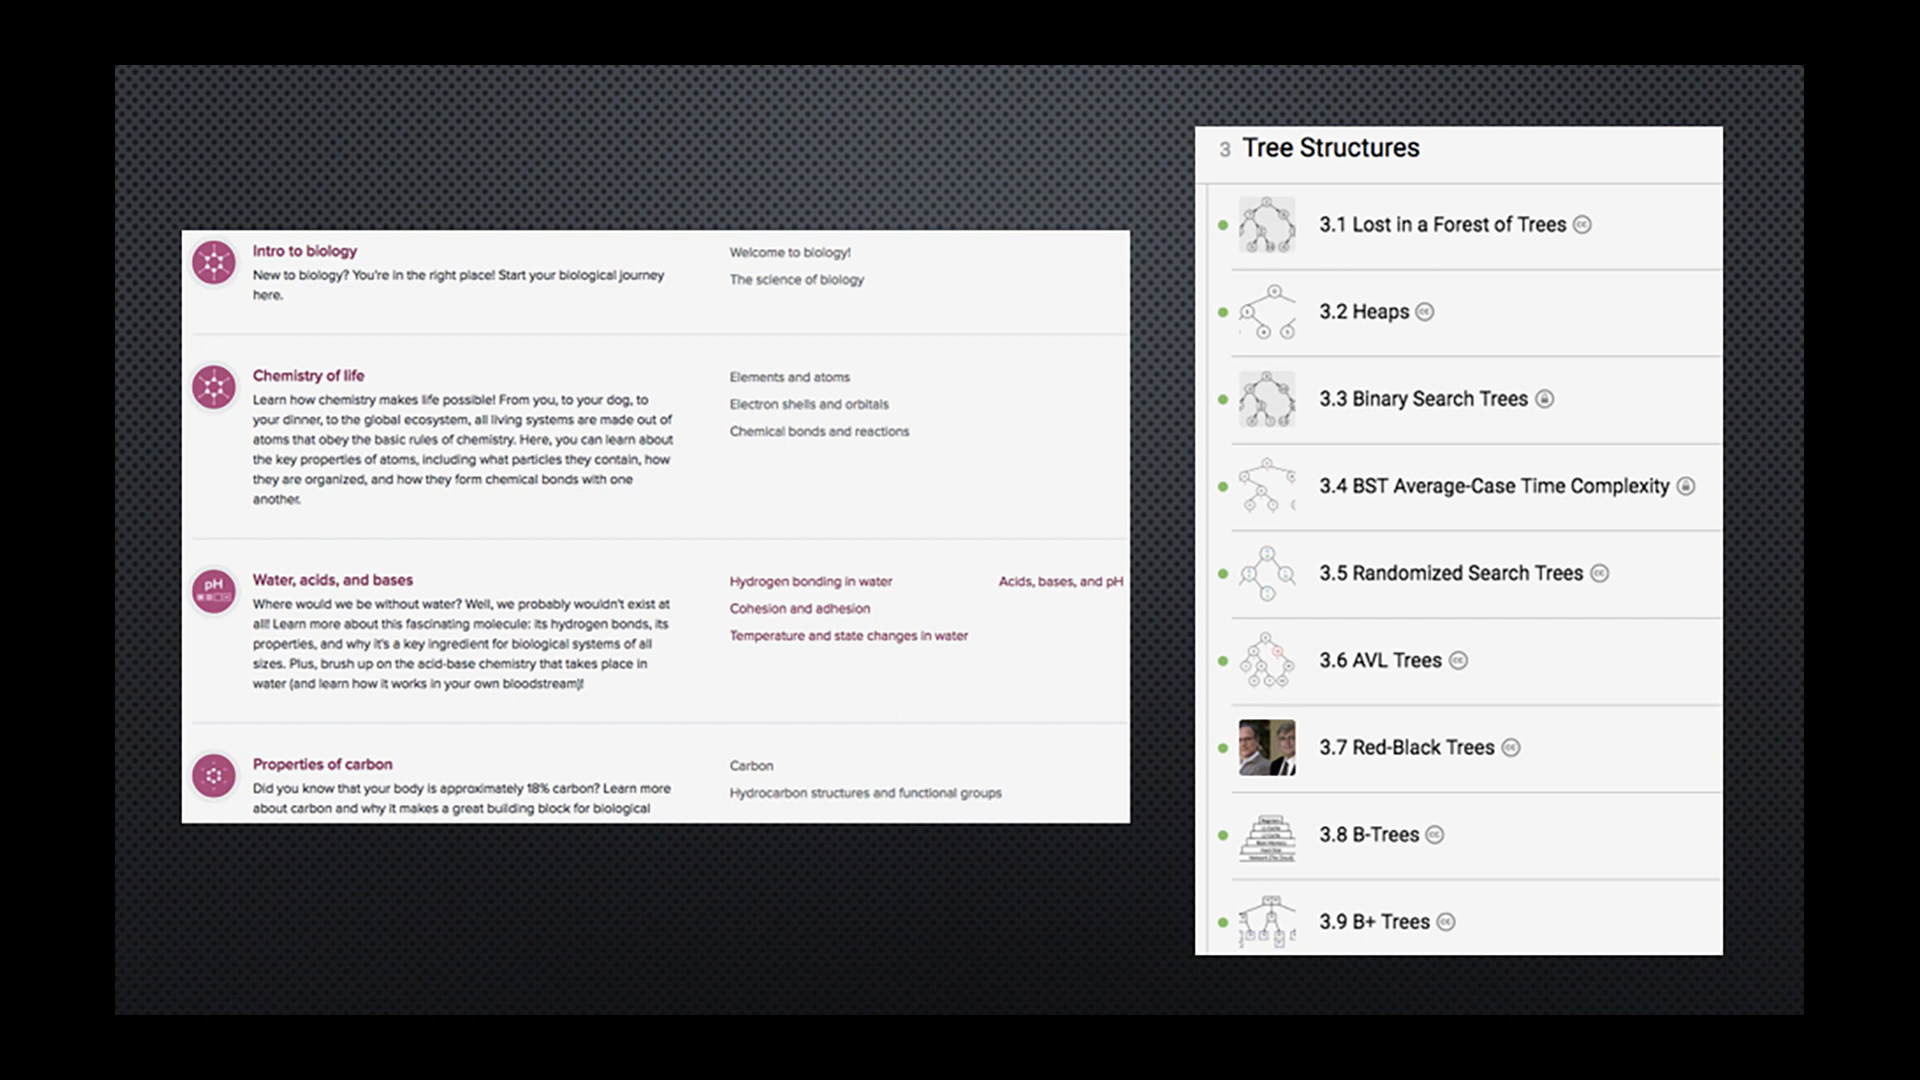 Intro to biology
New to biology? You're in the right place! Start your biological journey
here.
Welcome to biology!
The science of biology
Chemistry of life
Learn how chemistry makes life possible! From you, to your dog, to
your dinner, to the global ecosystem, all living systems are made out of
atoms that obey the basic rules of chemistry. Here, you can learn about
the key properties of atoms, including what particles they contain, how
they are organized, and how they form chemical bonds with one
another.
Elements and atoms
Electron shells and orbitals
Chemical bonds and reactions
pH
Water, acids, and bases
Where would we be without water? Well, we probably wouldn't exist at
all! Learn more about this fascinating molecule: its hydrogen bonds, its
properties, and why it's a key ingredient for biological systems of all
sizes. Plus, brush up on the acid-base chemistry that takes place in
water (and learn how it works in your own bloodstream)!
Hydrogen bonding in water
Cohesion and adhesion
Temperature and state changes in water
Acids, bases, and pH
Properties of carbon
Did you know that your body is approximately 18% carbon? Learn more
about carbon and why it makes a great building block for biological
Carbon
Hydrocarbon structures and functional groups
3 Tree Structures
3.1 Lost in a Forest of Trees
3.2 Heaps
3.3 Binary Search Trees
3.4 BST Average-Case Time Complexity
3.5 Randomized Search Trees
3.6 AVL Trees
3.7 Red-Black Trees
3.8 B-Trees
3.9 B+ Trees